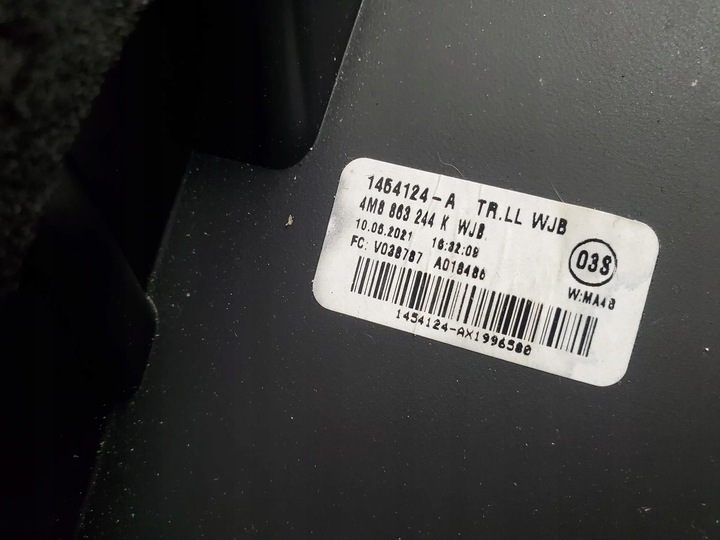 1454124-A TR.LL WJB
4M8 863 244 K WJB
10.06.2021 16:32:09
FC: V038787 A018486
03S
W:MA48
1454124-AX1996580